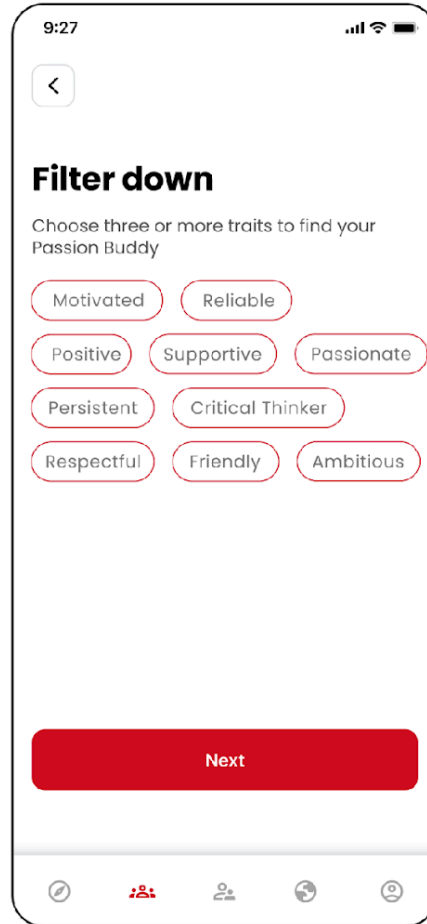 9:27
Filter down
Choose three or more traits to find your
Passion Buddy
Motivated Reliable
Positive Supportive Passionate
Persistent Critical Thinker
Respectful Friendly Ambitious
Next